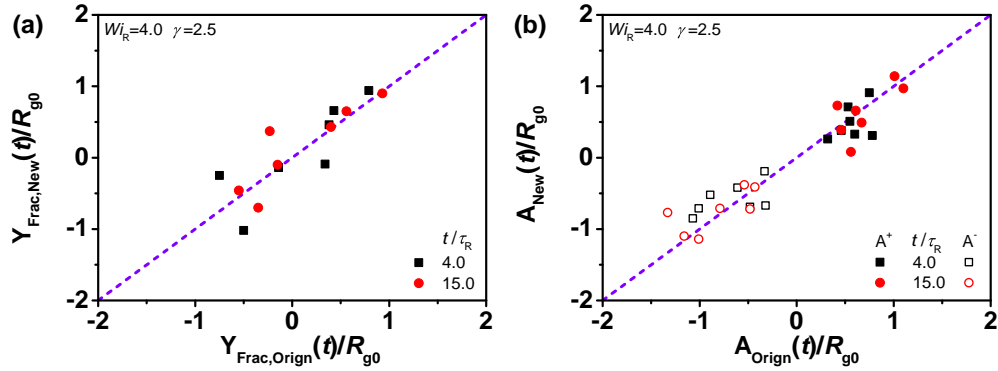 (a)
Wi_R=4.0 γ=2.5
Y_Frac,New(t)/R_g0
2
1
0
-1
-2
t/τ_R
4.0
15.0
-2 -1 0 1 2
Y_Frac,Orign(t)/R_g0
(b)
Wi_R=4.0 γ=2.5
A_New(t)/R_g0
2
1
0
-1
-2
A⁺ t/τ_R A⁻
4.0
15.0
-2 -1 0 1 2
A_Orign(t)/R_g0